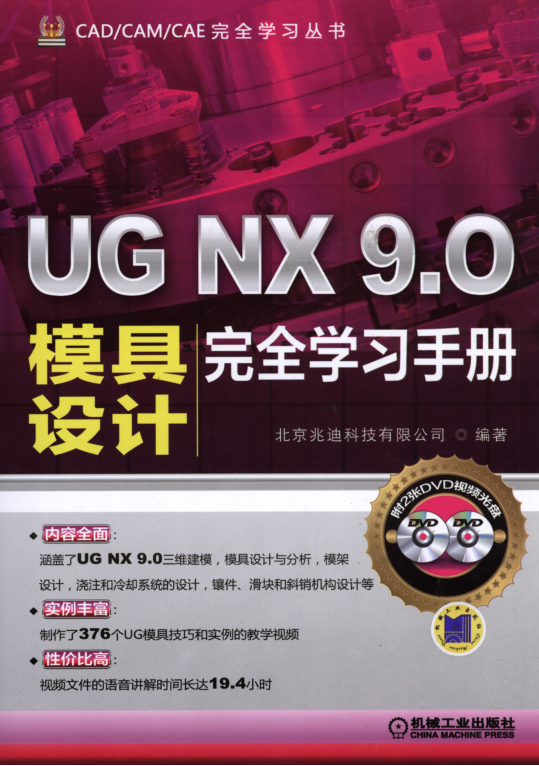 CAD/CAM/CAE 完全学习丛书
UG NX 9.0
模具
设计
完全学习手册
北京兆迪科技有限公司 ◎ 编著
附2张DVD视频光盘
DVD DVD
◆ 内容全面：
涵盖了UG NX 9.0三维建模，模具设计与分析，模架
设计，浇注和冷却系统的设计，镶件、滑块和斜销机构设计等
◆ 实例丰富：
制作了376个UG模具技巧和实例的教学视频
◆ 性价比高：
视频文件的语音讲解时间长达19.4小时
机械工业出版社
CHINA MACHINE PRESS